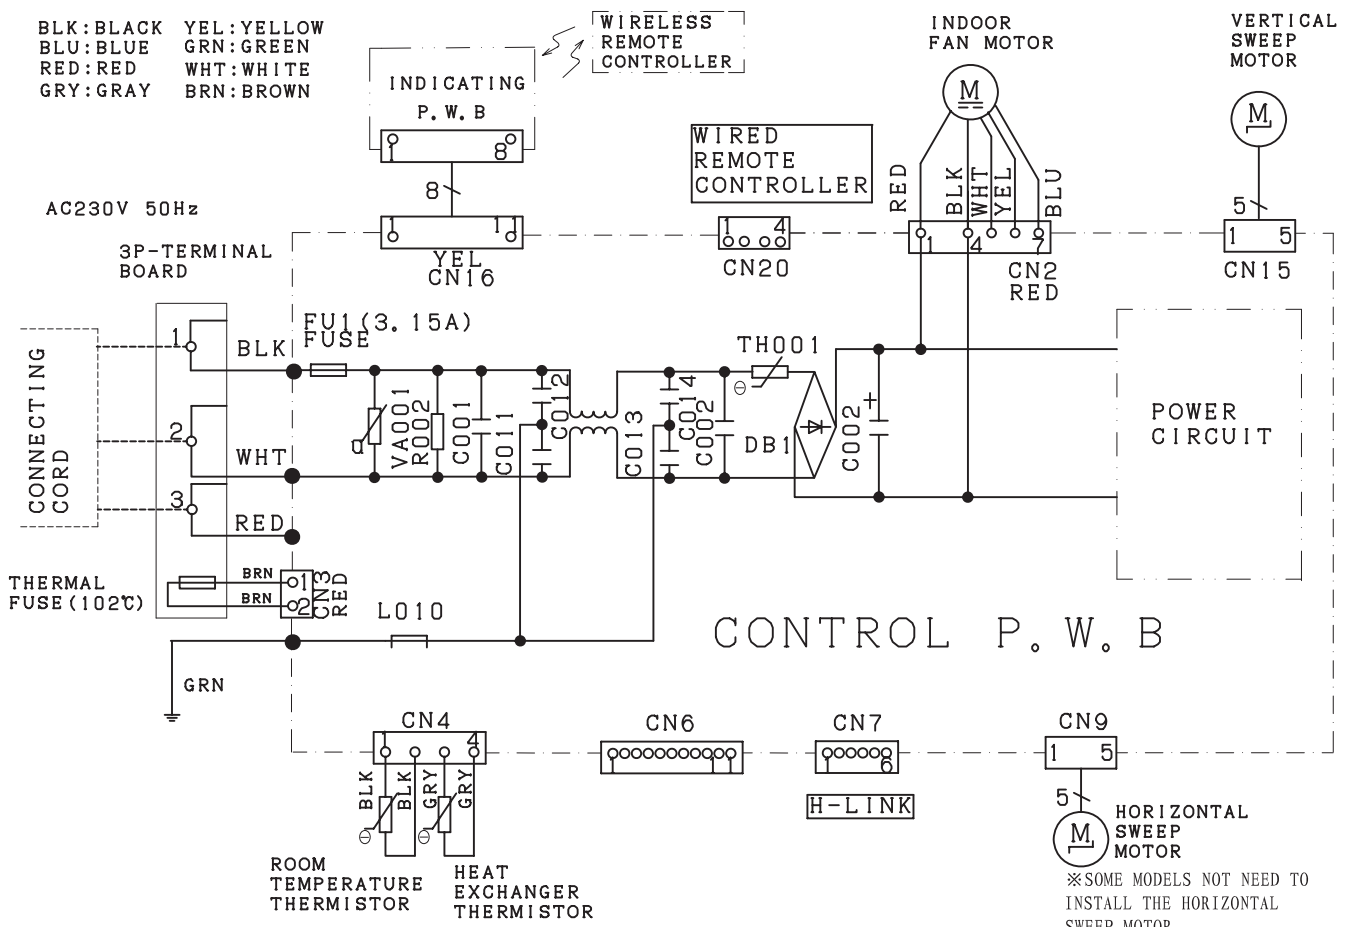 BLK:BLACK YEL:YELLOW
BLU:BLUE GRN:GREEN
RED:RED WHT:WHITE
GRY:GRAY BRN:BROWN
WIRELESS
REMOTE
CONTROLLER
INDICATING
P.W.B
1 8
8
1 11
YEL
CN16
WIRED
REMOTE
CONTROLLER
1 4
CN20
INDOOR
FAN MOTOR
M
RED
BLK
WHT
YEL
BLU
1 4 7
CN2
RED
VERTICAL
SWEEP
MOTOR
M
5
1 5
CN15
AC230V 50Hz
3P-TERMINAL
BOARD
CONNECTING
CORD
1
2
3
BLK
WHT
RED
FU1(3.15A)
FUSE
VA001
R002
C001
C011
C012
C013
C014
C002
TH001
DB1
C002
+
POWER
CIRCUIT
THERMAL
FUSE(102℃)
BRN
BRN
1
2
CN3
RED
L010
GRN
CONTROL P.W.B
CN4
1 4
BLK
BLK
GRY
GRY
ROOM
TEMPERATURE
THERMISTOR
HEAT
EXCHANGER
THERMISTOR
CN6
1 11
CN7
1 6
H-LINK
CN9
1 5
5
M
HORIZONTAL
SWEEP
MOTOR
※SOME MODELS NOT NEED TO
INSTALL THE HORIZONTAL
SWEEP MOTOR